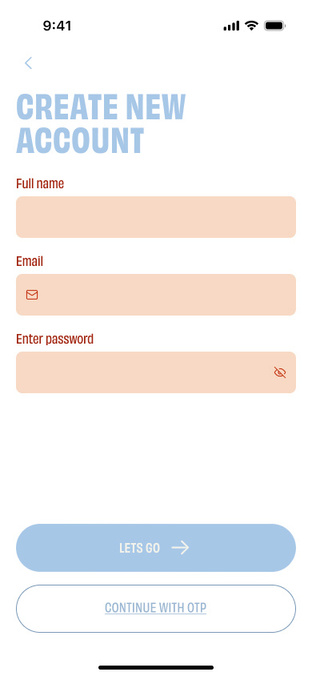 9:41
CREATE NEW
ACCOUNT
Full name
Email
Enter password
LETS GO
CONTINUE WITH OTP